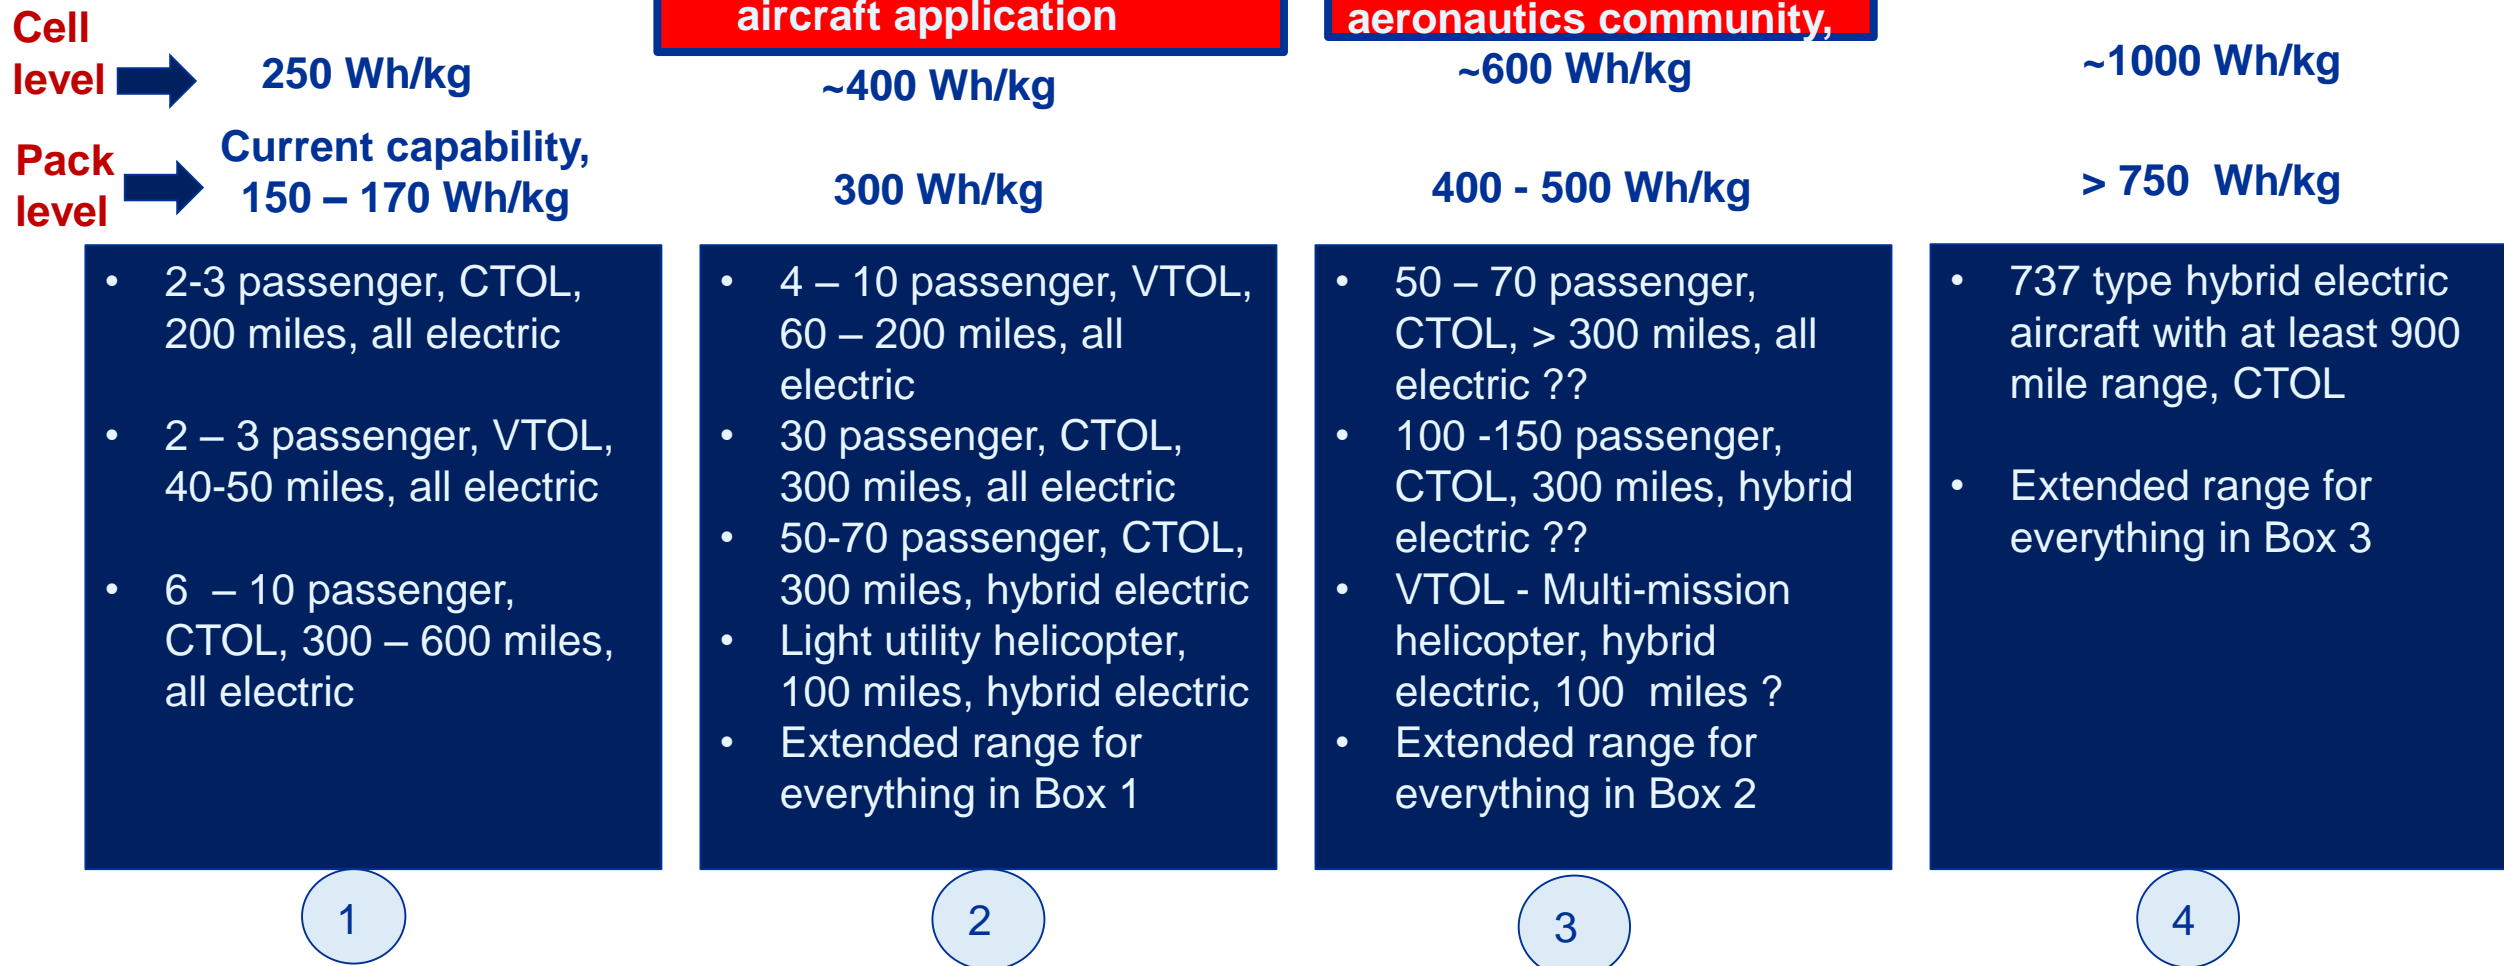 Cell
level
250 Wh/kg
aircraft application
~400 Wh/kg
aeronautics community,
~600 Wh/kg
~1000 Wh/kg
Pack
level
Current capability,
150 – 170 Wh/kg
300 Wh/kg
400 - 500 Wh/kg
> 750 Wh/kg
• 2-3 passenger, CTOL,
200 miles, all electric
• 2 – 3 passenger, VTOL,
40-50 miles, all electric
• 6 – 10 passenger,
CTOL, 300 – 600 miles,
all electric
1
• 4 – 10 passenger, VTOL,
60 – 200 miles, all
electric
• 30 passenger, CTOL,
300 miles, all electric
• 50-70 passenger, CTOL,
300 miles, hybrid electric
• Light utility helicopter,
100 miles, hybrid electric
• Extended range for
everything in Box 1
2
• 50 – 70 passenger,
CTOL, > 300 miles, all
electric ??
• 100 -150 passenger,
CTOL, 300 miles, hybrid
electric ??
• VTOL - Multi-mission
helicopter, hybrid
electric, 100 miles ?
• Extended range for
everything in Box 2
3
• 737 type hybrid electric
aircraft with at least 900
mile range, CTOL
• Extended range for
everything in Box 3
4